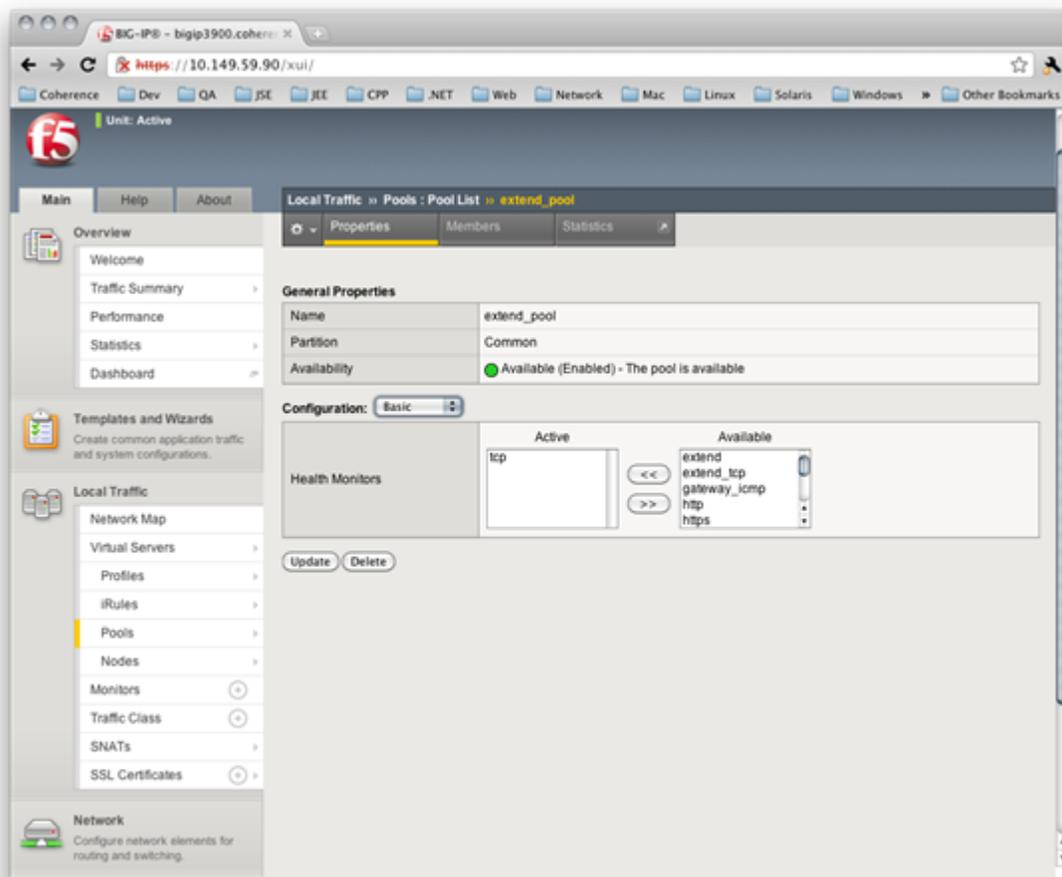 BIG-IP® - bigip3900.cohere
https://10.149.59.90/xui/
Coherence Dev QA JSE JEE CPP .NET Web Network Mac Linux Solaris Windows » Other Bookmarks
f5
Unit: Active
Main Help About
Local Traffic » Pools : Pool List » extend_pool
Properties Members Statistics
Overview
Welcome
Traffic Summary
Performance
Statistics
Dashboard
Templates and Wizards
Create common application traffic
and system configurations.
Local Traffic
Network Map
Virtual Servers
Profiles
iRules
Pools
Nodes
Monitors
Traffic Class
SNATs
SSL Certificates
Network
Configure network elements for
routing and switching.
General Properties
Name extend_pool
Partition Common
Availability Available (Enabled) - The pool is available
Configuration: Basic
Active Available
Health Monitors
tcp
<<
>>
extend
extend_tcp
gateway_icmp
http
https
Update Delete